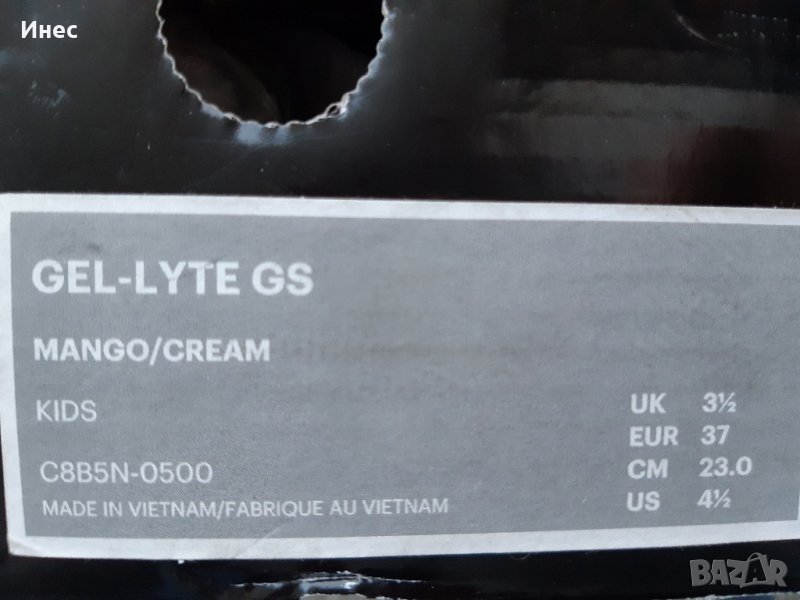 Инес
GEL-LYTE GS
MANGO/CREAM
KIDS
C8B5N-0500
MADE IN VIETNAM/FABRIQUE AU VIETNAM
UK 3½
EUR 37
CM 23.0
US 4½
BAZAR